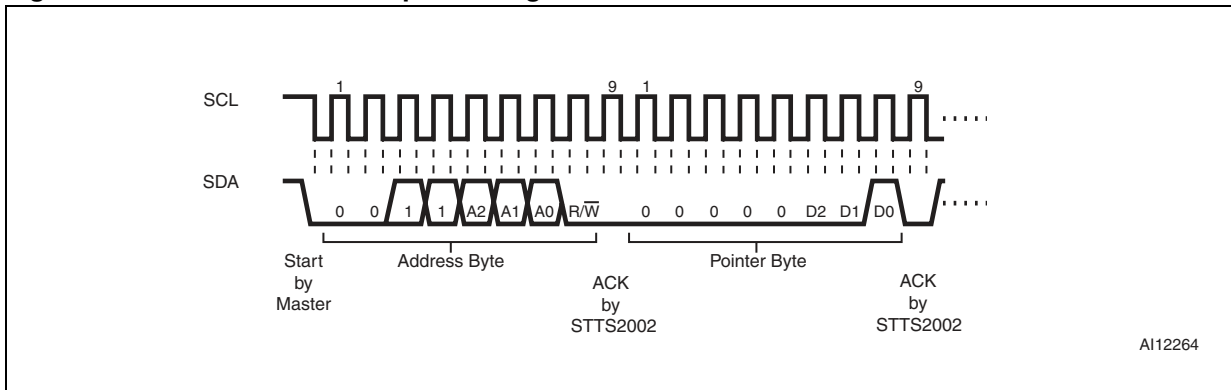 SCL
1
9
1
9
SDA
0 0 1 1 A2 A1 A0 R/W̅ 0 0 0 0 0 D2 D1 D0
Start
by
Master
Address Byte
ACK
by
STTS2002
Pointer Byte
ACK
by
STTS2002
AI12264